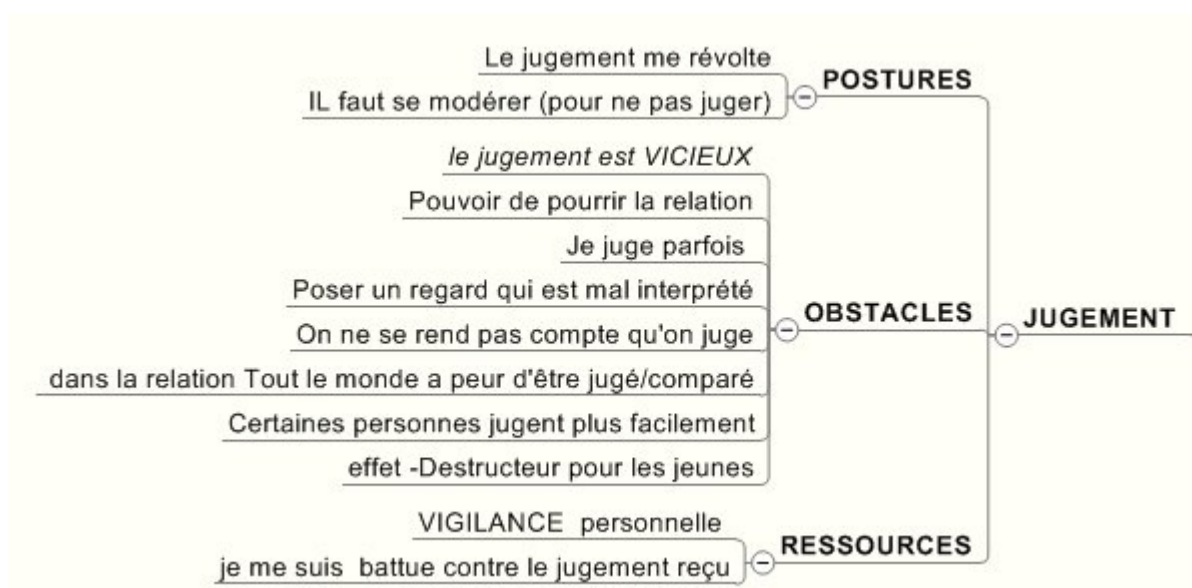 Le jugement me révolte
IL faut se modérer (pour ne pas juger)
POSTURES
le jugement est VICIEUX
Pouvoir de pourrir la relation
Je juge parfois
Poser un regard qui est mal interprété
On ne se rend pas compte qu'on juge
dans la relation Tout le monde a peur d'être jugé/comparé
Certaines personnes jugent plus facilement
effet -Destructeur pour les jeunes
OBSTACLES
JUGEMENT
VIGILANCE personnelle
je me suis battue contre le jugement reçu
RESSOURCES